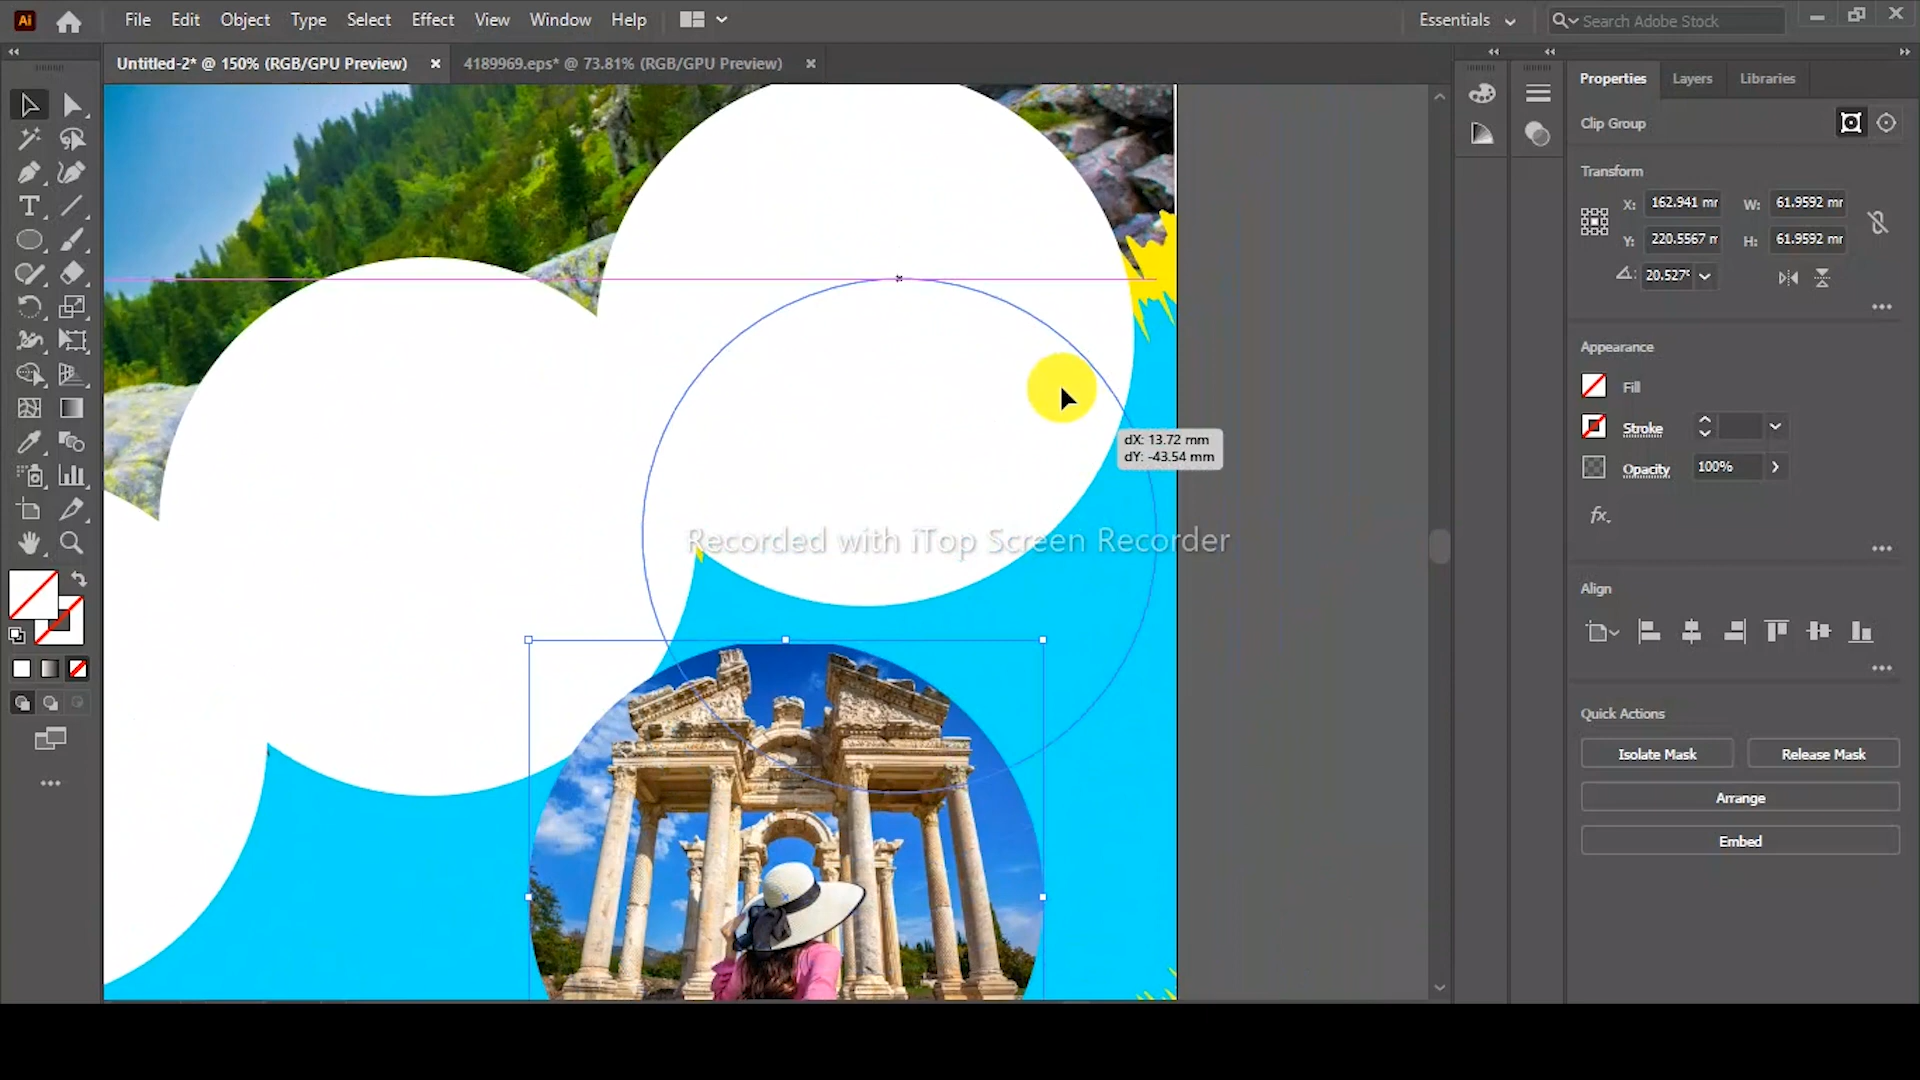 Ai File Edit Object Type Select Effect View Window Help Essentials Search Adobe Stock
Untitled-2* @ 150% (RGB/GPU Preview) 4189969.eps* @ 73.81% (RGB/GPU Preview)
Properties Layers Libraries
Clip Group
Transform
X: 162.941 mr W: 61.9592 mr
Y: 220.5567 r H: 61.9592 mr
20.527°
Appearance
Fill
Stroke
Opacity 100%
fx.
Align
Quick Actions
Isolate Mask Release Mask
Arrange
Embed
dX: 13.72 mm
dY: -43.54 mm
Recorded with iTop Screen Recorder